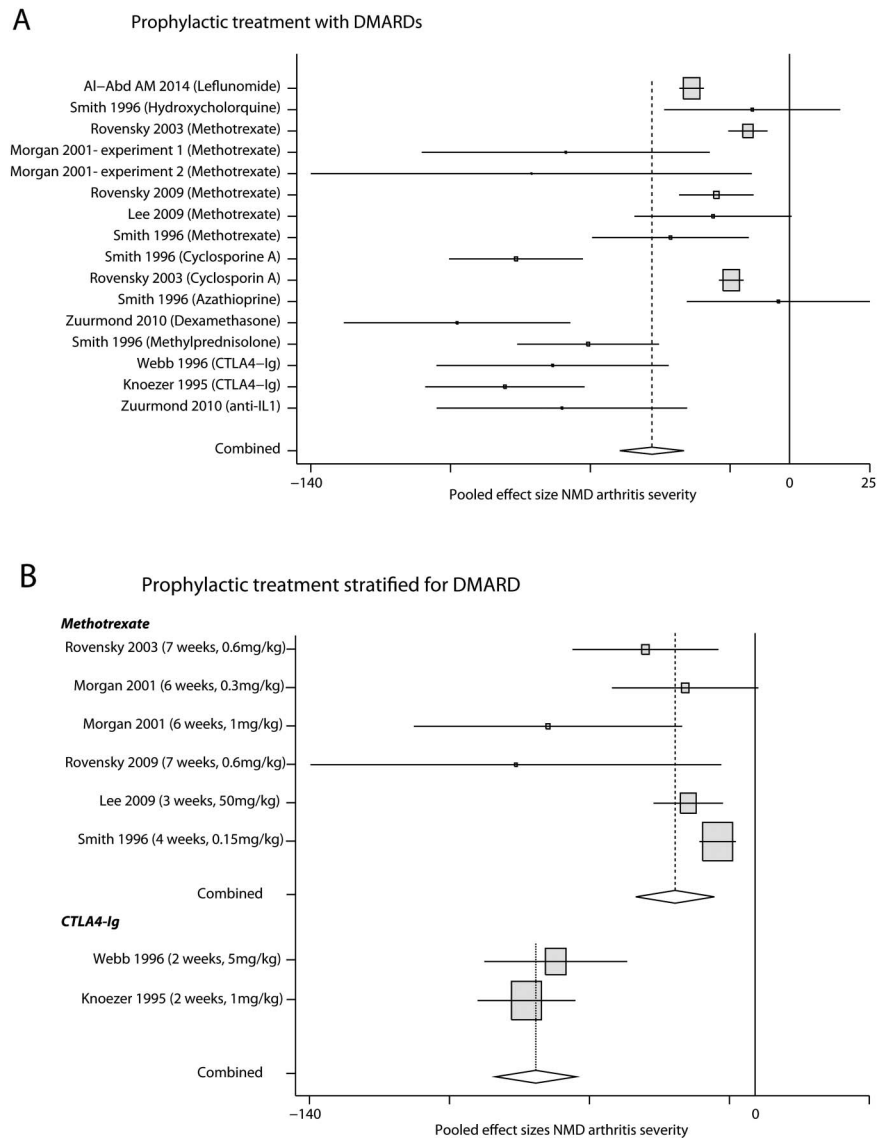 A
Prophylactic treatment with DMARDs
Al−Abd AM 2014 (Leflunomide)
Smith 1996 (Hydroxycholorquine)
Rovensky 2003 (Methotrexate)
Morgan 2001- experiment 1 (Methotrexate)
Morgan 2001- experiment 2 (Methotrexate)
Rovensky 2009 (Methotrexate)
Lee 2009 (Methotrexate)
Smith 1996 (Methotrexate)
Smith 1996 (Cyclosporine A)
Rovensky 2003 (Cyclosporin A)
Smith 1996 (Azathioprine)
Zuurmond 2010 (Dexamethasone)
Smith 1996 (Methylprednisolone)
Webb 1996 (CTLA4−Ig)
Knoezer 1995 (CTLA4−Ig)
Zuurmond 2010 (anti-IL1)
Combined
−140 0 25
Pooled effect size NMD arthritis severity
B
Prophylactic treatment stratified for DMARD
Methotrexate
Rovensky 2003 (7 weeks, 0.6mg/kg)
Morgan 2001 (6 weeks, 0.3mg/kg)
Morgan 2001 (6 weeks, 1mg/kg)
Rovensky 2009 (7 weeks, 0.6mg/kg)
Lee 2009 (3 weeks, 50mg/kg)
Smith 1996 (4 weeks, 0.15mg/kg)
Combined
CTLA4-Ig
Webb 1996 (2 weeks, 5mg/kg)
Knoezer 1995 (2 weeks, 1mg/kg)
Combined
−140 0
Pooled effect sizes NMD arthritis severity